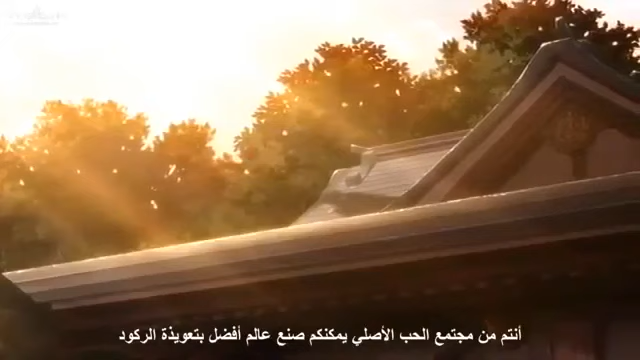 أنتم من مجتمع الحب الأصلي يمكنكم صنع عالم أفضل بتعويذة الركود